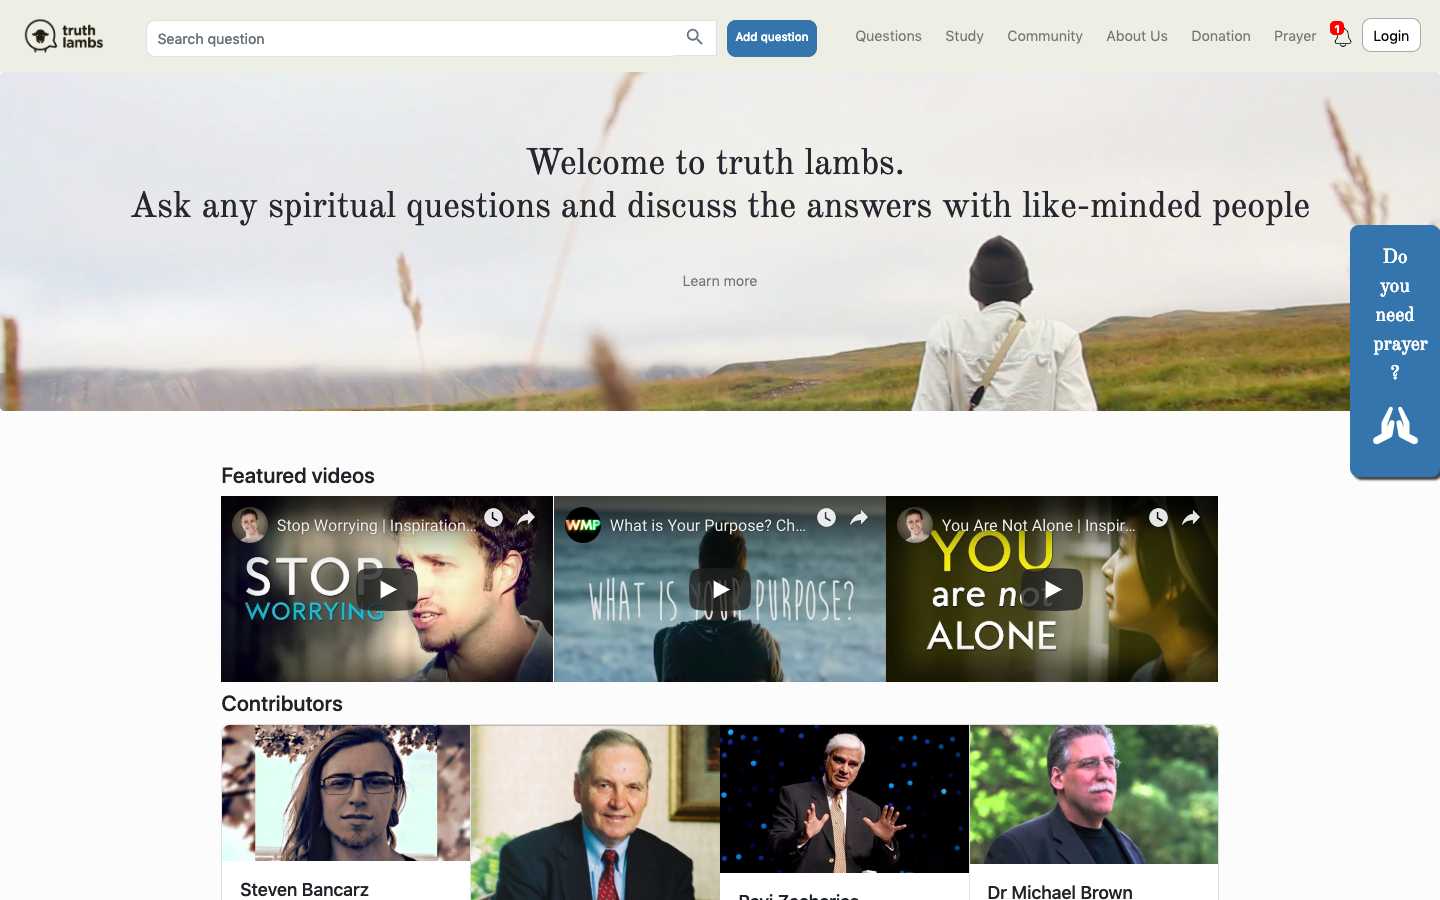 truth
lambs
Search question
Add question
Questions
Study
Community
About Us
Donation
Prayer
1
Login
Welcome to truth lambs.
Ask any spiritual questions and discuss the answers with like-minded people
Learn more
Do
you
need
prayer
?
Featured videos
Stop Worrying | Inspiration...
STOP
WORRYING
WMP
What is Your Purpose? Ch...
WHAT IS YOUR PURPOSE?
You Are Not Alone | Inspir...
YOU
are not
ALONE
Contributors
Steven Bancarz
Ravi Zacharias
Dr Michael Brown